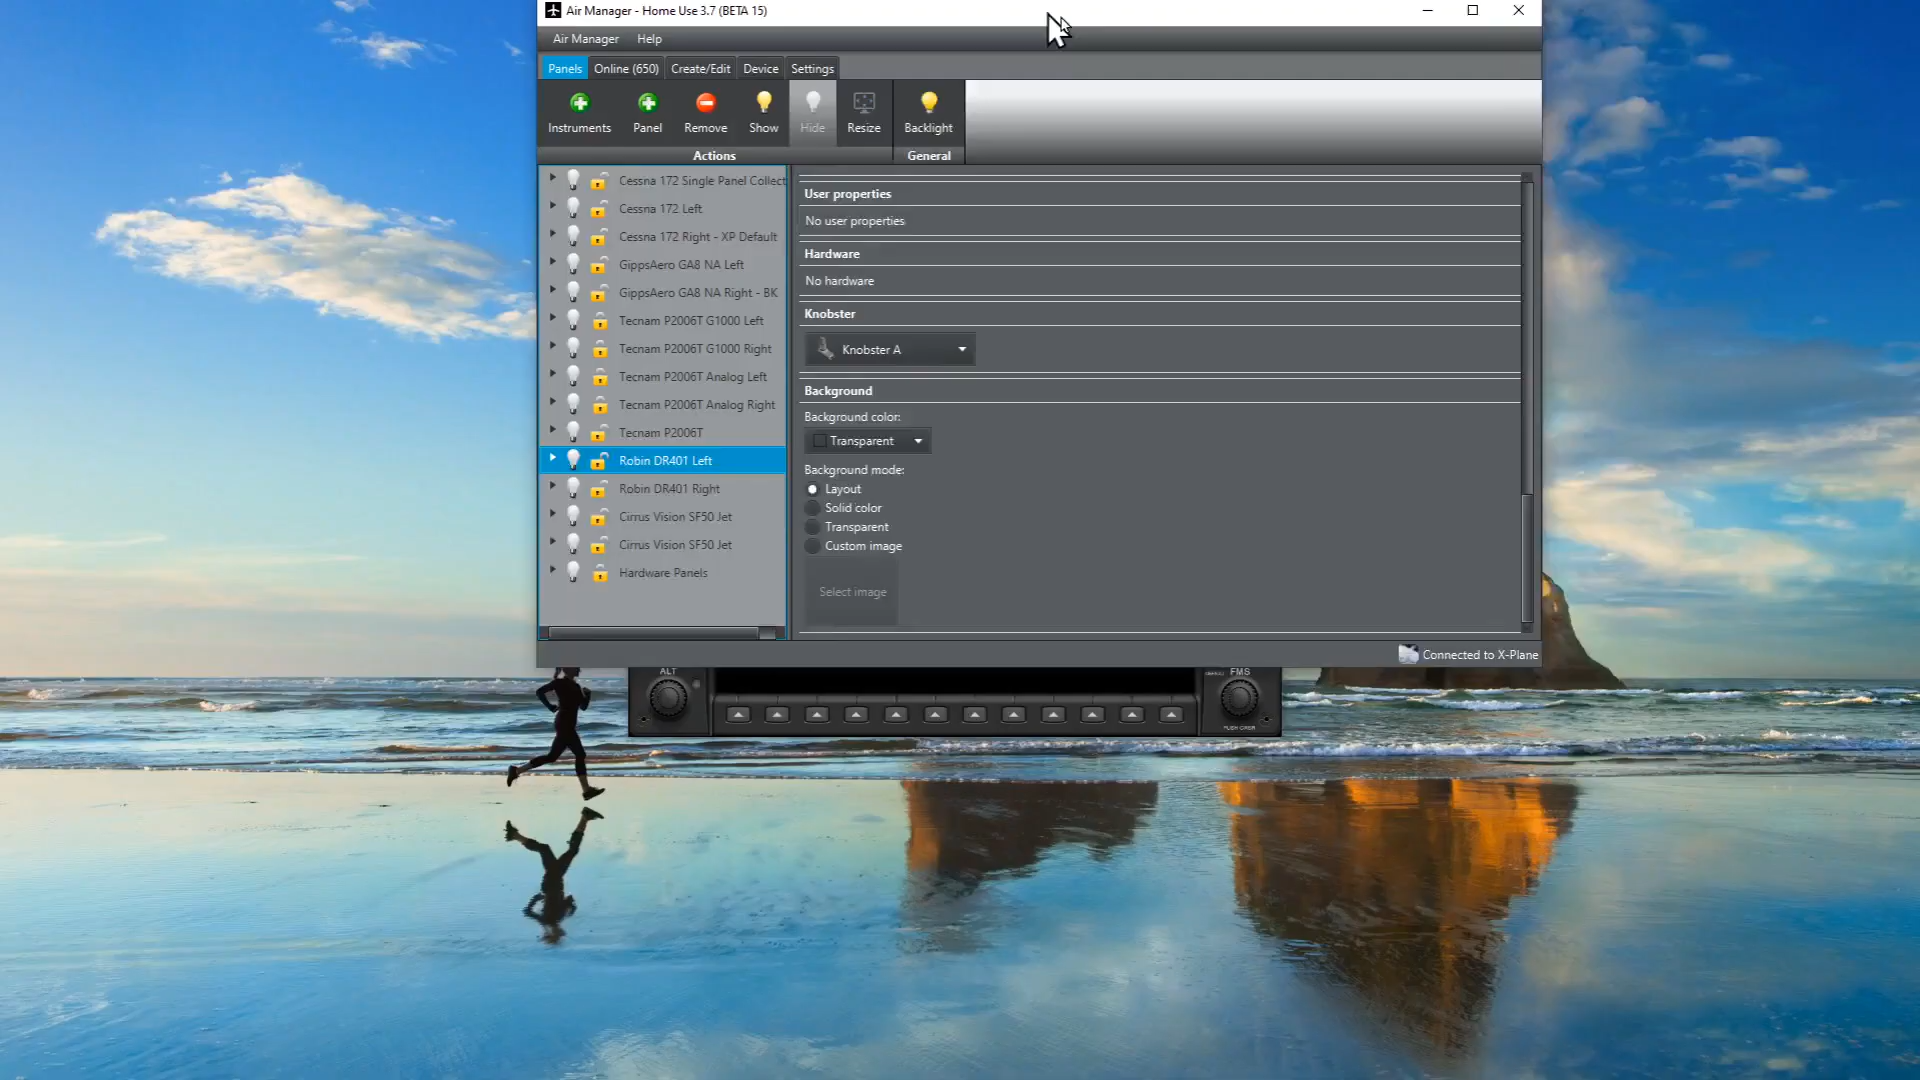 Air Manager - Home Use 3.7 (BETA 15)
Air Manager Help
Panels Online (650) Create/Edit Device Settings
Instruments Panel Remove Show Hide Resize Backlight
Actions General
Cessna 172 Single Panel Collect
Cessna 172 Left
Cessna 172 Right - XP Default
GippsAero GA8 NA Left
GippsAero GA8 NA Right - BK
Tecnam P2006T G1000 Left
Tecnam P2006T G1000 Right
Tecnam P2006T Analog Left
Tecnam P2006T Analog Right
Tecnam P2006T
Robin DR401 Left
Robin DR401 Right
Cirrus Vision SF50 Jet
Cirrus Vision SF50 Jet
Hardware Panels
User properties
No user properties
Hardware
No hardware
Knobster
Knobster A
Background
Background color:
Transparent
Background mode:
Layout
Solid color
Transparent
Custom image
Select image
Connected to X-Plane
ALT
FMS
PUSH CRSR